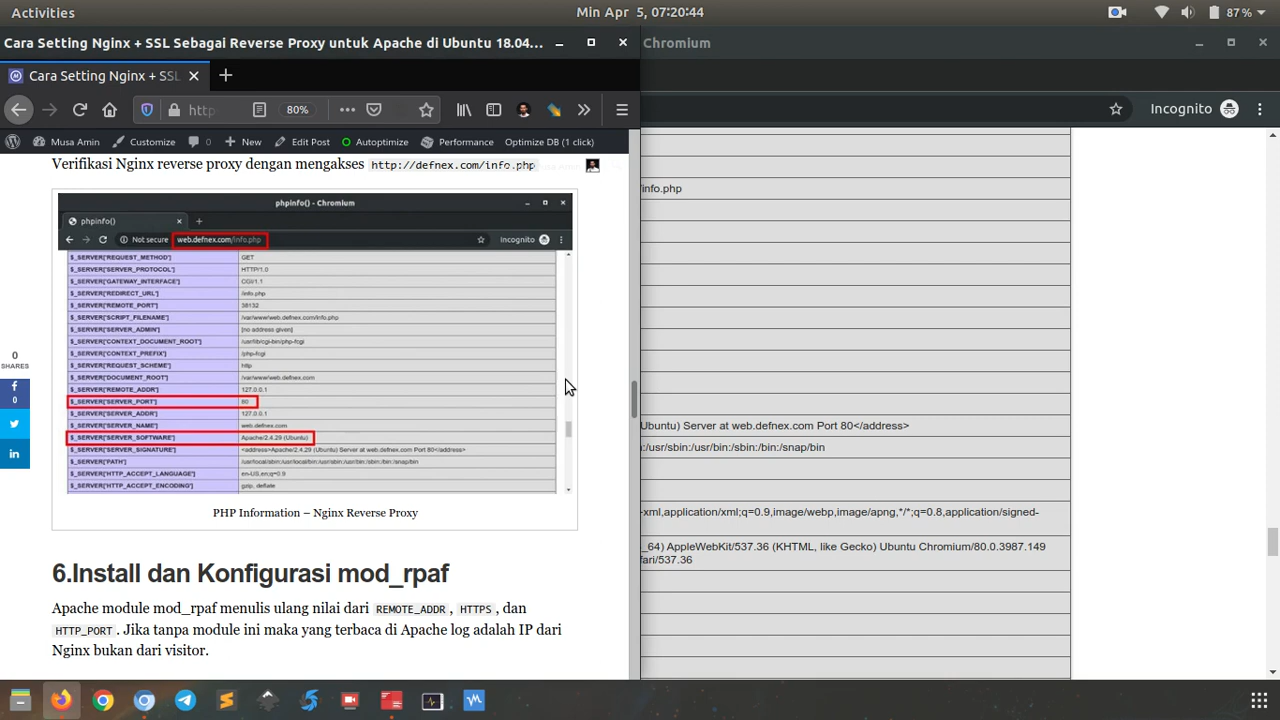 Activities
Min Apr 5, 07:20:44
87 %
Cara Setting Nginx + SSL Sebagai Reverse Proxy untuk Apache di Ubuntu 18.04...
Chromium
Cara Setting Nginx + SSL
http
80%
Incognito
Musa Amin
Customize
0
New
Edit Post
Autoptimize
Performance
Optimize DB (1 click)
Verifikasi Nginx reverse proxy dengan mengakses http://defnex.com/info.php
phpinfo() - Chromium
phpinfo()
Not secure
web.defnex.com/info.php
Incognito
$_SERVER['REQUEST_METHOD'] GET
$_SERVER['SERVER_PROTOCOL'] HTTP/1.0
$_SERVER['GATEWAY_INTERFACE'] CGI/1.1
$_SERVER['REDIRECT_URL'] /info.php
$_SERVER['REMOTE_PORT'] 38132
$_SERVER['SCRIPT_FILENAME'] /var/www/web.defnex.com/info.php
$_SERVER['SERVER_ADMIN'] [no address given]
$_SERVER['CONTEXT_DOCUMENT_ROOT'] /usr/lib/cgi-bin/php-fcgi
$_SERVER['CONTEXT_PREFIX'] /php-fcgi
$_SERVER['REQUEST_SCHEME'] http
$_SERVER['DOCUMENT_ROOT'] /var/www/web.defnex.com
$_SERVER['REMOTE_ADDR'] 127.0.0.1
$_SERVER['SERVER_PORT'] 80
$_SERVER['SERVER_ADDR'] 127.0.0.1
$_SERVER['SERVER_NAME'] web.defnex.com
$_SERVER['SERVER_SOFTWARE'] Apache/2.4.29 (Ubuntu)
$_SERVER['SERVER_SIGNATURE'] <address>Apache/2.4.29 (Ubuntu) Server at web.defnex.com Port 80</address>
$_SERVER['PATH'] /usr/local/sbin:/usr/local/bin:/usr/sbin:/usr/bin:/sbin:/bin:/snap/bin
$_SERVER['HTTP_ACCEPT_LANGUAGE'] en-US,en;q=0.9
$_SERVER['HTTP_ACCEPT_ENCODING'] gzip, deflate
PHP Information – Nginx Reverse Proxy
0
SHARES
0
6.Install dan Konfigurasi mod_rpaf
Apache module mod_rpaf menulis ulang nilai dari REMOTE_ADDR , HTTPS , dan
HTTP_PORT . Jika tanpa module ini maka yang terbaca di Apache log adalah IP dari
Nginx bukan dari visitor.
/info.php
Ubuntu) Server at web.defnex.com Port 80</address>
:/usr/sbin:/usr/bin:/sbin:/bin:/snap/bin
-xml,application/xml;q=0.9,image/webp,image/apng,*/*;q=0.8,application/signed-
_64) AppleWebKit/537.36 (KHTML, like Gecko) Ubuntu Chromium/80.0.3987.149
fari/537.36